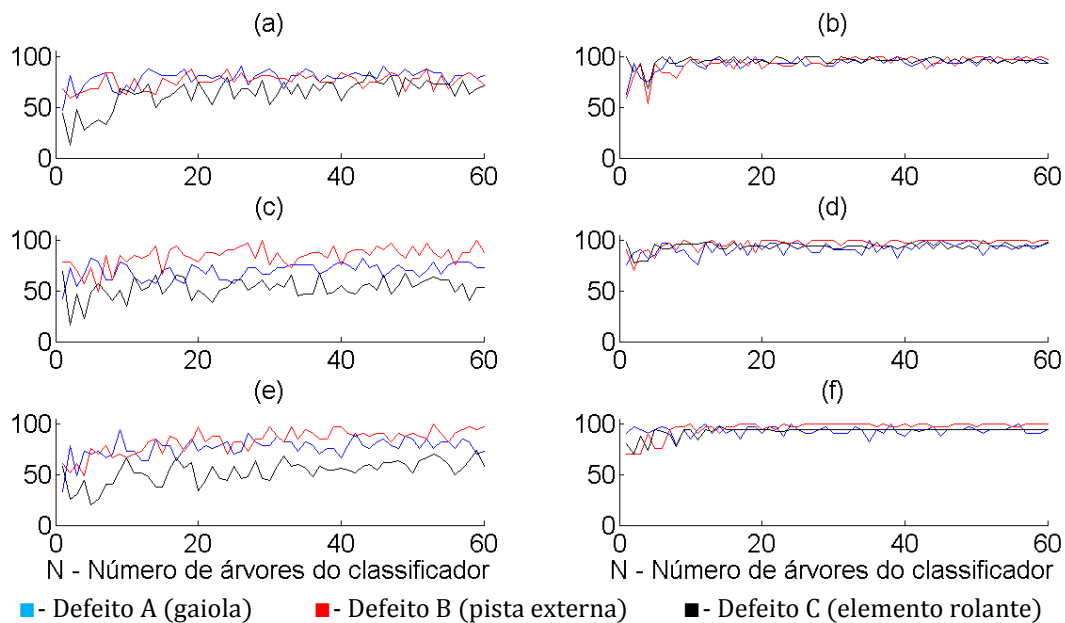 (a) (b)
100 100
50 50
0 0
0 20 40 60 0 20 40 60
(c) (d)
100 100
50 50
0 0
0 20 40 60 0 20 40 60
(e) (f)
100 100
50 50
0 0
0 20 40 60 0 20 40 60
N - Número de árvores do classificador N - Número de árvores do classificador
- Defeito A (gaiola) - Defeito B (pista externa) - Defeito C (elemento rolante)